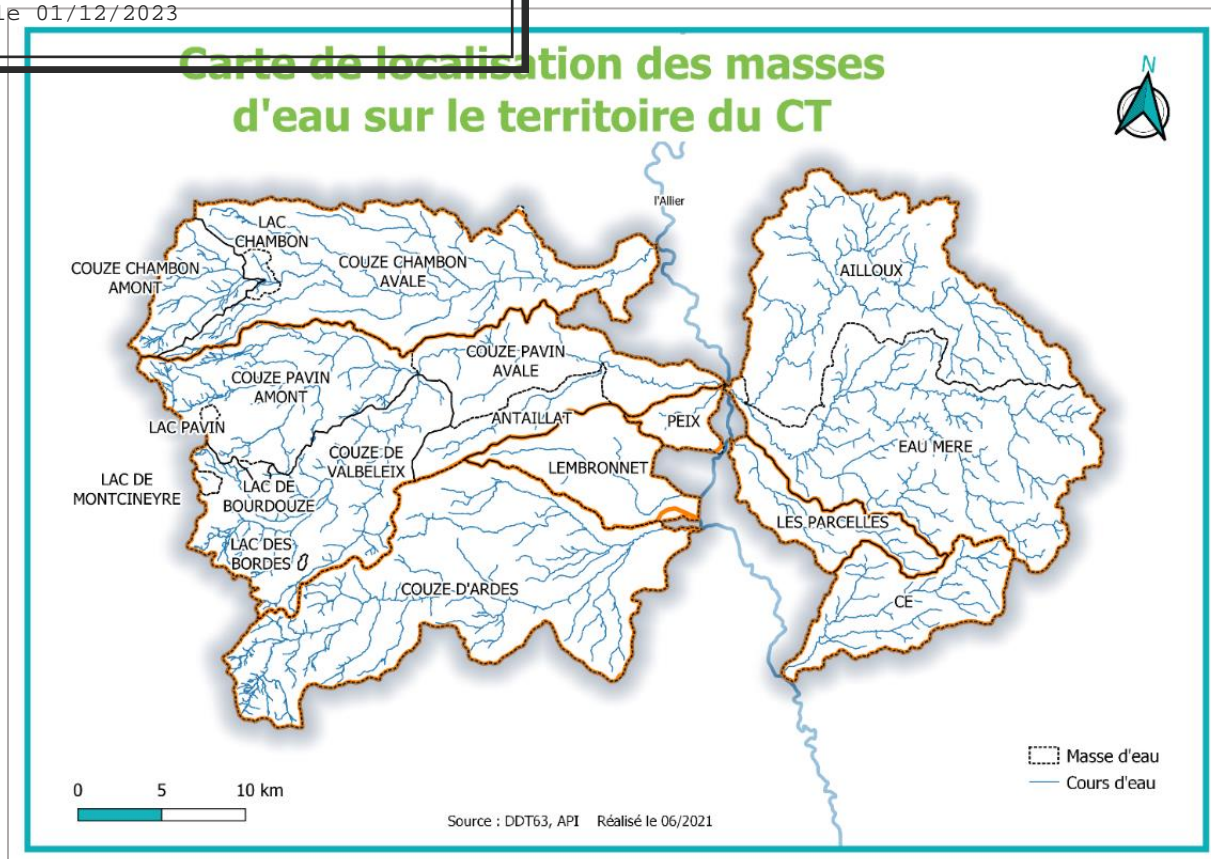 le 01/12/2023
Carte de localisation des masses
d'eau sur le territoire du CT
N
l'Allier
LAC
CHAMBON
COUZE CHAMBON
AMONT
COUZE CHAMBON
AVALE
AILLOUX
COUZE PAVIN
AVALE
COUZE PAVIN
AMONT
LAC PAVIN
ANTAILLAT
PEIX
EAU MERE
COUZE DE
VALBELEIX
LEMBRONNET
LAC DE
MONTCINEYRE
LAC DE
BOURDOUZE
LES PARCELLES
LAC DES
BORDES
COUZE D'ARDES
CE
Masse d'eau
Cours d'eau
0 5 10 km
Source : DDT63, API Réalisé le 06/2021